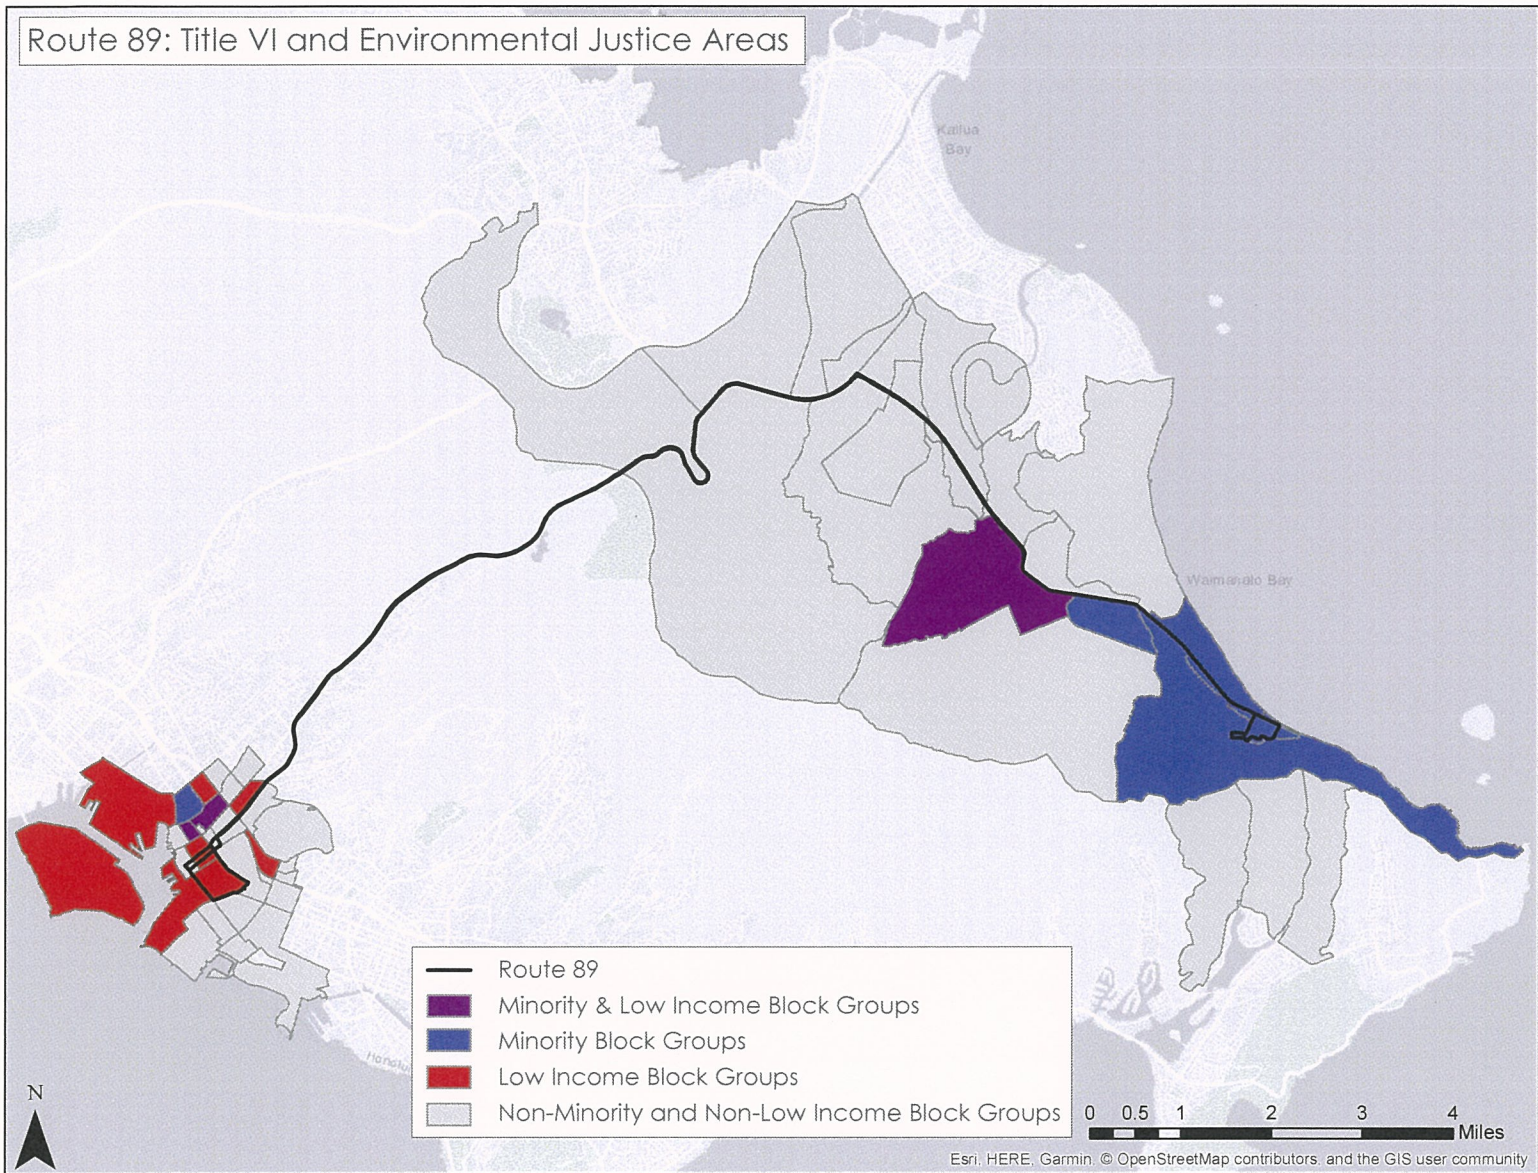 Route 89: Title VI and Environmental Justice Areas
Kailua
Bay
Waimanalo Bay
Route 89
Minority & Low Income Block Groups
Minority Block Groups
Low Income Block Groups
Non-Minority and Non-Low Income Block Groups
N
0 0.5 1 2 3 4
Miles
Esri, HERE, Garmin, © OpenStreetMap contributors, and the GIS user community